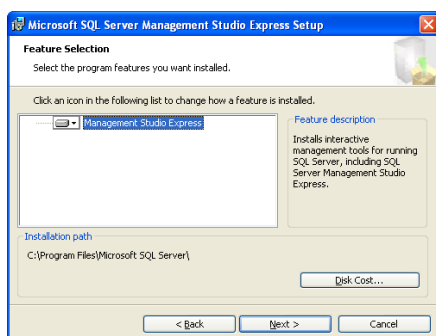 Microsoft SQL Server Management Studio Express Setup
Feature Selection
Select the program features you want installed.
Click an icon in the following list to change how a feature is installed.
Management Studio Express
Feature description
Installs interactive
management tools for running
SQL Server, including SQL
Server Management Studio
Express.
Installation path
C:\Program Files\Microsoft SQL Server\
Disk Cost...
< Back
Next >
Cancel